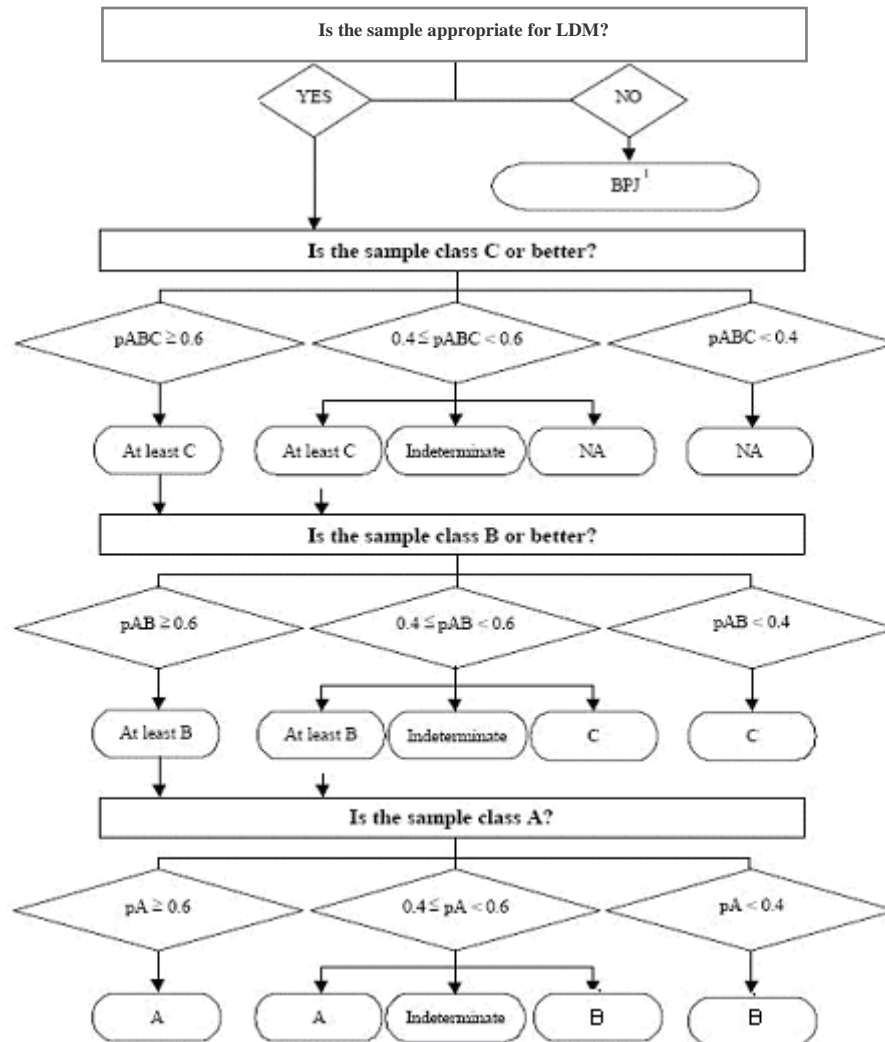 Is the sample appropriate for LDM?
YES
NO
BPJ 1
Is the sample class C or better?
pABC ≥ 0.6
0.4 ≤ pABC < 0.6
pABC < 0.4
At least C
At least C
Indeterminate
NA
NA
Is the sample class B or better?
pAB ≥ 0.6
0.4 ≤ pAB < 0.6
pAB < 0.4
At least B
At least B
Indeterminate
C
C
Is the sample class A?
pA ≥ 0.6
0.4 ≤ pA < 0.6
pA < 0.4
A
A
Indeterminate
B
B